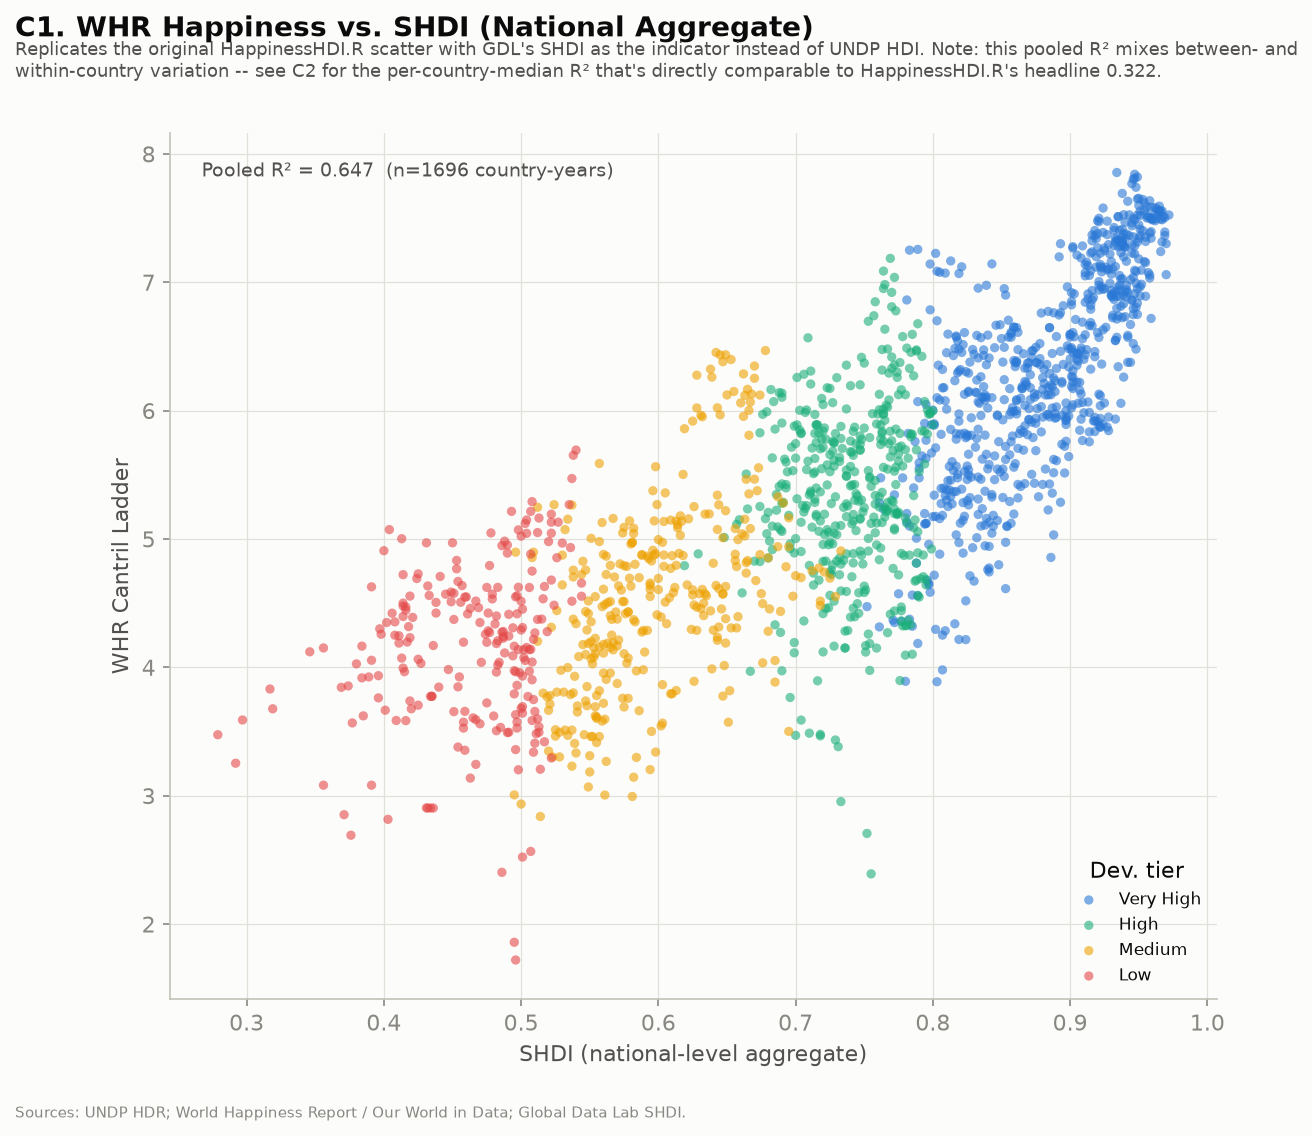 C1. WHR Happiness vs. SHDI (National Aggregate)
Replicates the original HappinessHDI.R scatter with GDL's SHDI as the indicator instead of UNDP HDI. Note: this pooled R² mixes between- and
within-country variation -- see C2 for the per-country-median R² that's directly comparable to HappinessHDI.R's headline 0.322.
Pooled R² = 0.647  (n=1696 country-years)
WHR Cantril Ladder
8
7
6
5
4
3
2
Dev. tier
Very High
High
Medium
Low
0.3
0.4
0.5
0.6
0.7
0.8
0.9
1.0
SHDI (national-level aggregate)
Sources: UNDP HDR; World Happiness Report / Our World in Data; Global Data Lab SHDI.